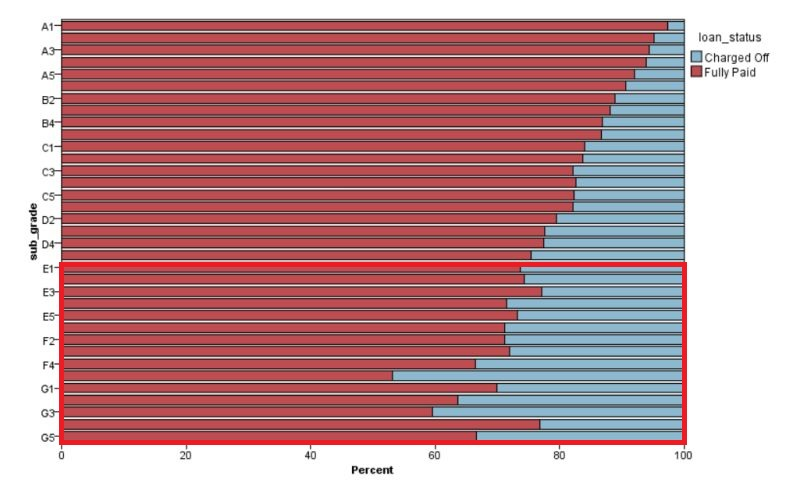 loan_status
Charged Off
Fully Paid
sub_grade
A1
A3
A5
B2
B4
C1
C3
C5
D2
D4
E1
E3
E5
F2
F4
G1
G3
G5
0 20 40 60 80 100
Percent